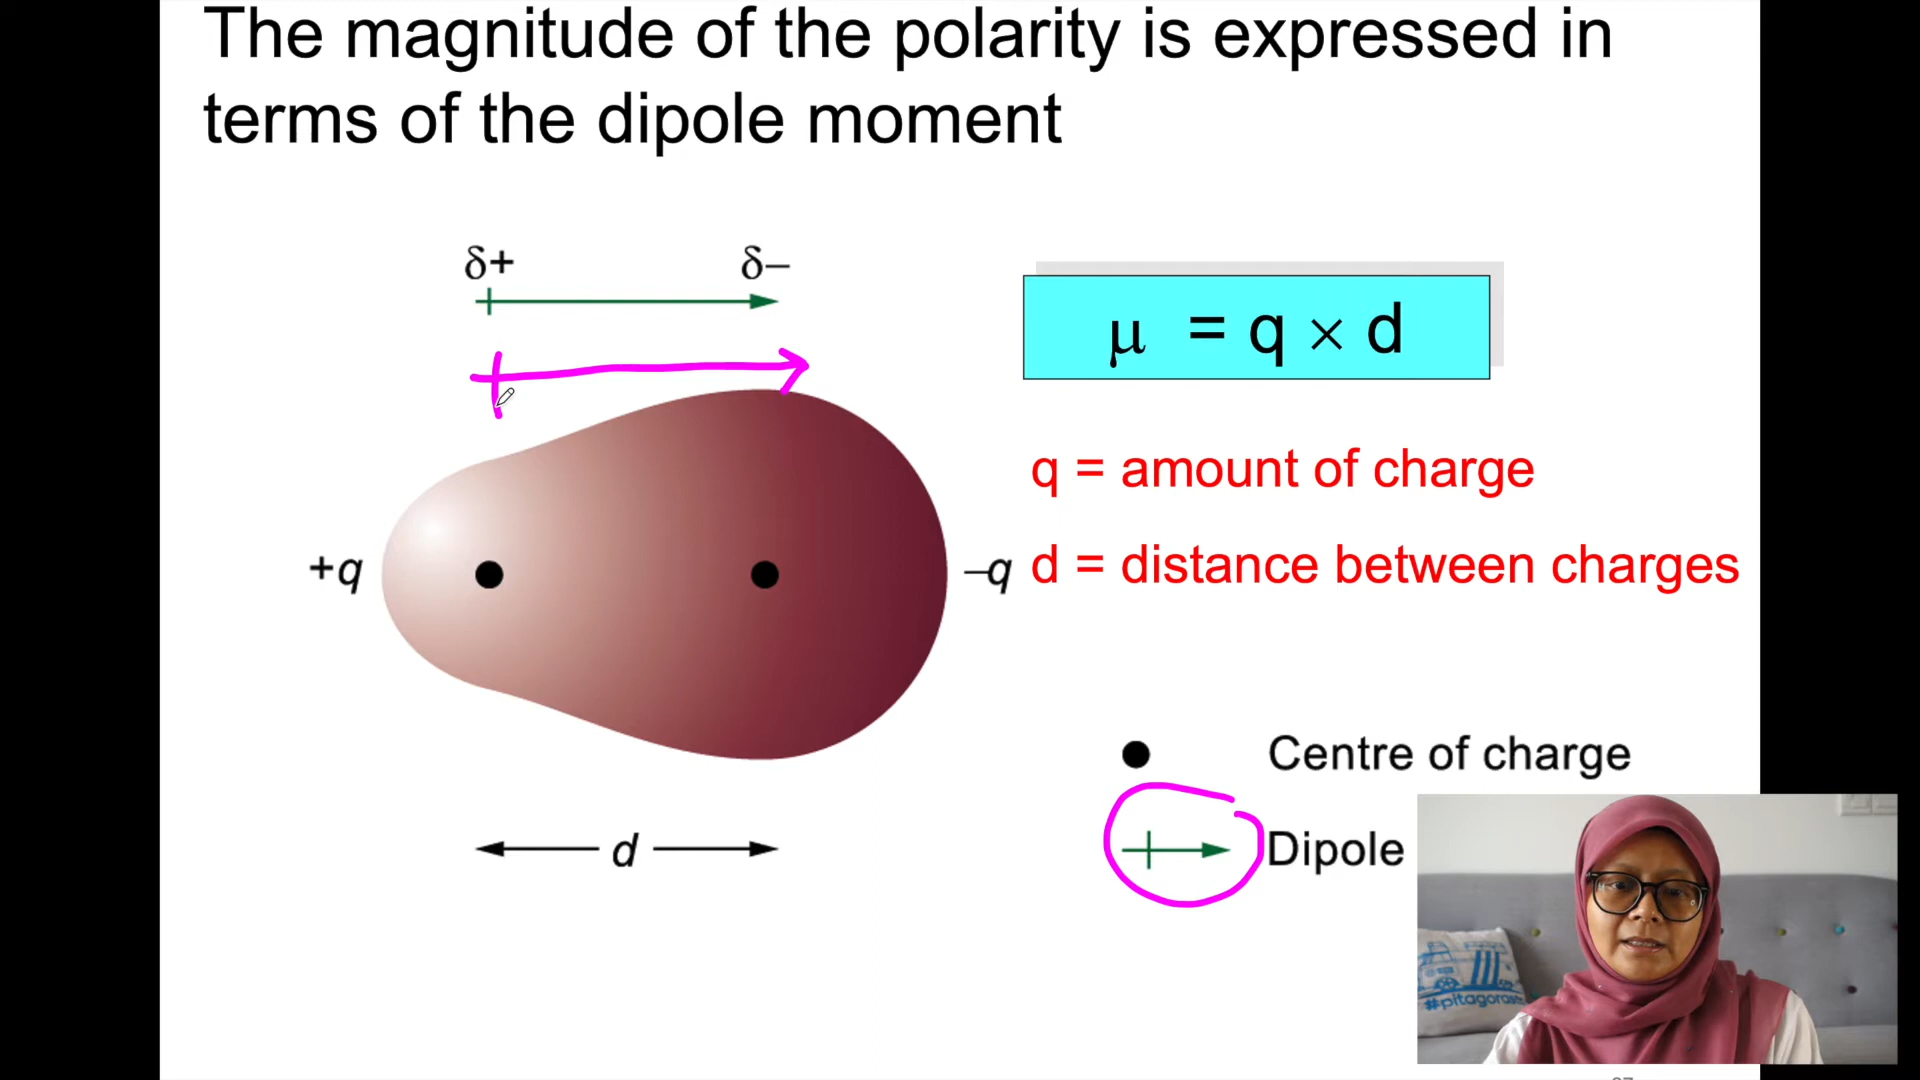 The magnitude of the polarity is expressed in
terms of the dipole moment
δ+ δ–
μ = q × d
q = amount of charge
+q –q d = distance between charges
Centre of charge
d Dipole
#pitagoras